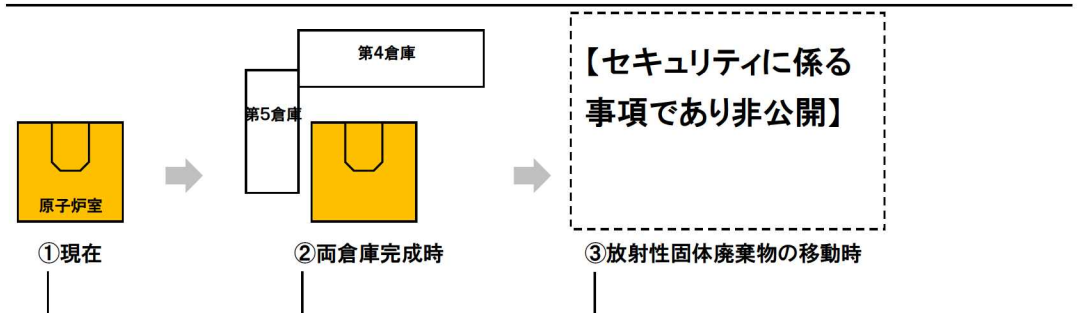 第4倉庫
第5倉庫
原子炉室
【セキュリティに係る
事項であり非公開】
①現在
②両倉庫完成時
③放射性固体廃棄物の移動時